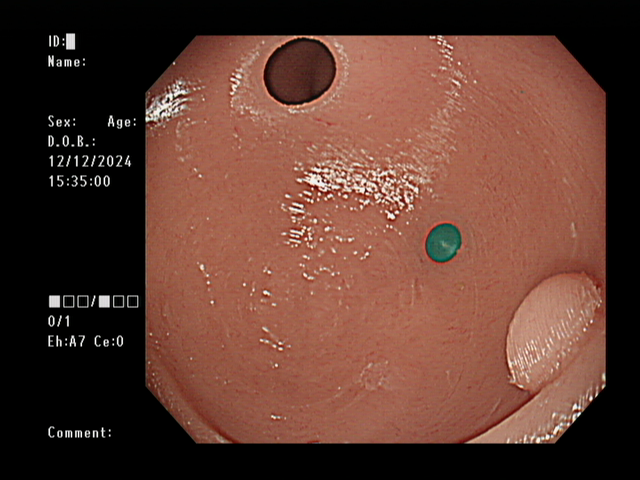 ID:
Name:
Sex: Age:
D.O.B.:
12/12/2024
15:35:00
■□□/■□□
0/1
Eh:A7 Ce:0
Comment: